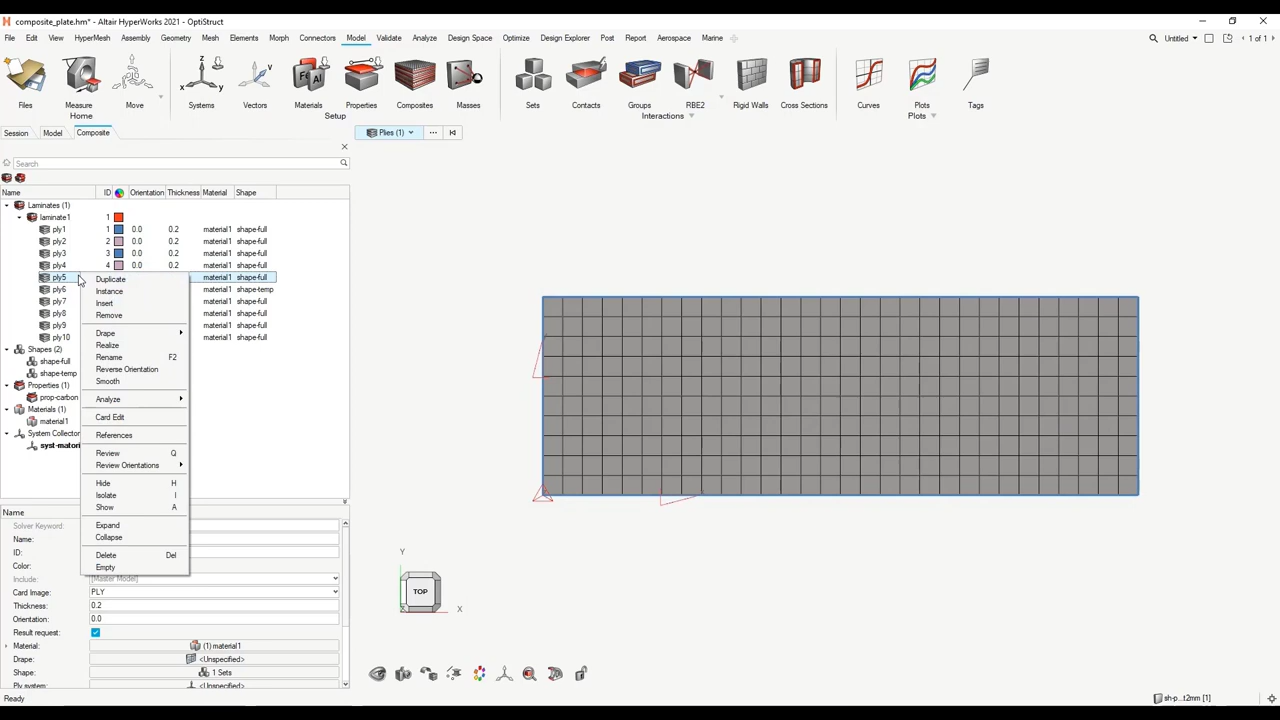 composite_plate.hm* - Altair HyperWorks 2021 - OptiStruct
File Edit View HyperMesh Assembly Geometry Mesh Elements Morph Connectors Model Validate Analyze Design Space Optimize Design Explorer Post Report Aerospace Marine Untitled 1 of 1
Files Measure Move Systems Vectors Materials Properties Composites Masses Sets Contacts Groups RBE2 Rigid Walls Cross Sections Curves Plots Tags
Home Setup Interactions Plots
Session Model Composite
Plies (1)
Search
Name ID Orientation Thickness Material Shape
Laminates (1)
laminate1 1
ply1 1 0.0 0.2 material1 shape-full
ply2 2 0.0 0.2 material1 shape-full
ply3 3 0.0 0.2 material1 shape-full
ply4 4 0.0 0.2 material1 shape-full
ply5 material1 shape-full
ply6 material1 shape-temp
ply7 material1 shape-full
ply8 material1 shape-full
ply9 material1 shape-full
ply10 material1 shape-full
Shapes (2)
shape-full
shape-temp
Properties (1)
prop-carbon
Materials (1)
material1
System Collector
syst-materi
Duplicate
Instance
Insert
Remove
Drape
Realize
Rename F2
Reverse Orientation
Smooth
Analyze
Card Edit
References
Review Q
Review Orientations
Hide H
Isolate I
Show A
Expand
Collapse
Delete Del
Empty
Name
Solver Keyword:
Name:
ID:
Color:
Include: [Master Model]
Card Image: PLY
Thickness: 0.2
Orientation: 0.0
Result request:
Material: (1) material1
Drape: <Unspecified>
Shape: 1 Sets
Ply system: <Unspecified>
Y
TOP
Z
X
Ready
sh-p...t2mm [1]